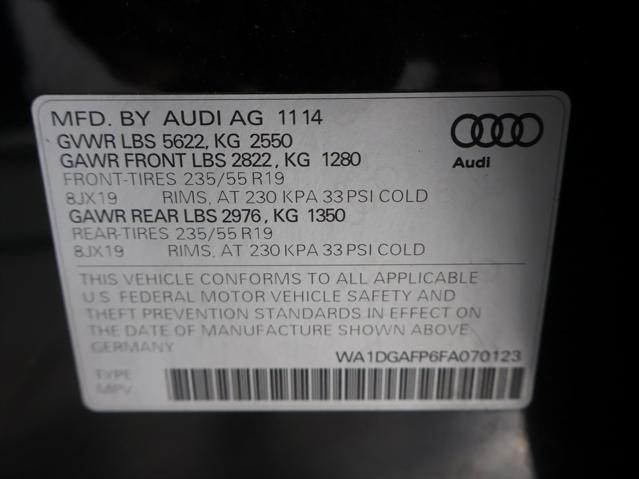 MFD. BY AUDI AG 11 14
GVWR LBS 5622, KG 2550
GAWR FRONT LBS 2822, KG 1280
FRONT-TIRES 235/55 R19
8JX19 RIMS, AT 230 KPA 33 PSI COLD
GAWR REAR LBS 2976, KG 1350
REAR-TIRES 235/55 R19
8JX19 RIMS, AT 230 KPA 33 PSI COLD
Audi
THIS VEHICLE CONFORMS TO ALL APPLICABLE
U.S. FEDERAL MOTOR VEHICLE SAFETY AND
THEFT PREVENTION STANDARDS IN EFFECT ON
THE DATE OF MANUFACTURE SHOWN ABOVE
GERMANY
WA1DGAFP6FA070123
TYPE
MPV